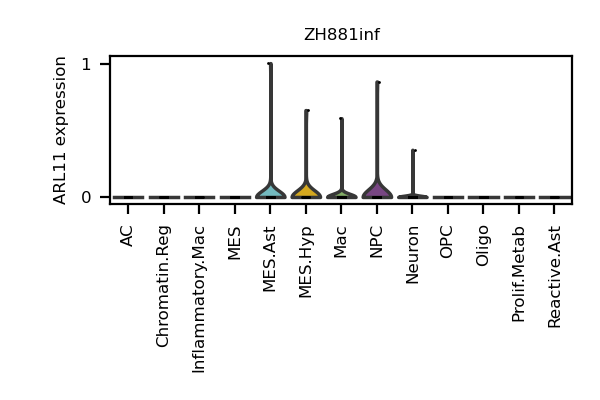 ZH881inf
ARL11 expression
1
0
AC
Chromatin.Reg
Inflammatory.Mac
MES
MES.Ast
MES.Hyp
Mac
NPC
Neuron
OPC
Oligo
Prolif.Metab
Reactive.Ast